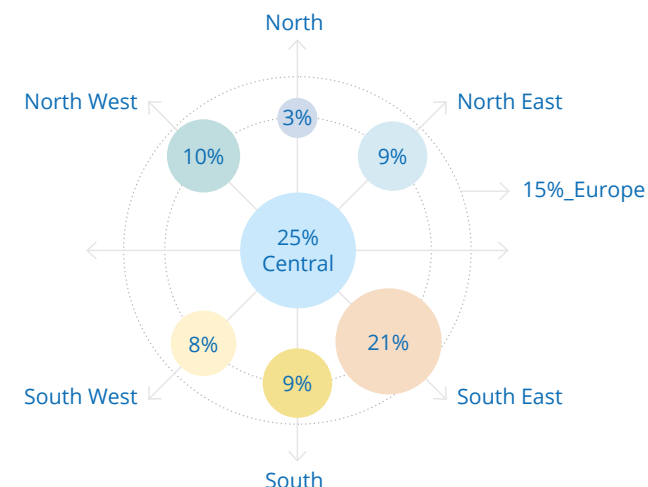 North
North West
North East
3%
10%
9%
15%_Europe
25%
Central
8%
21%
9%
South West
South East
South